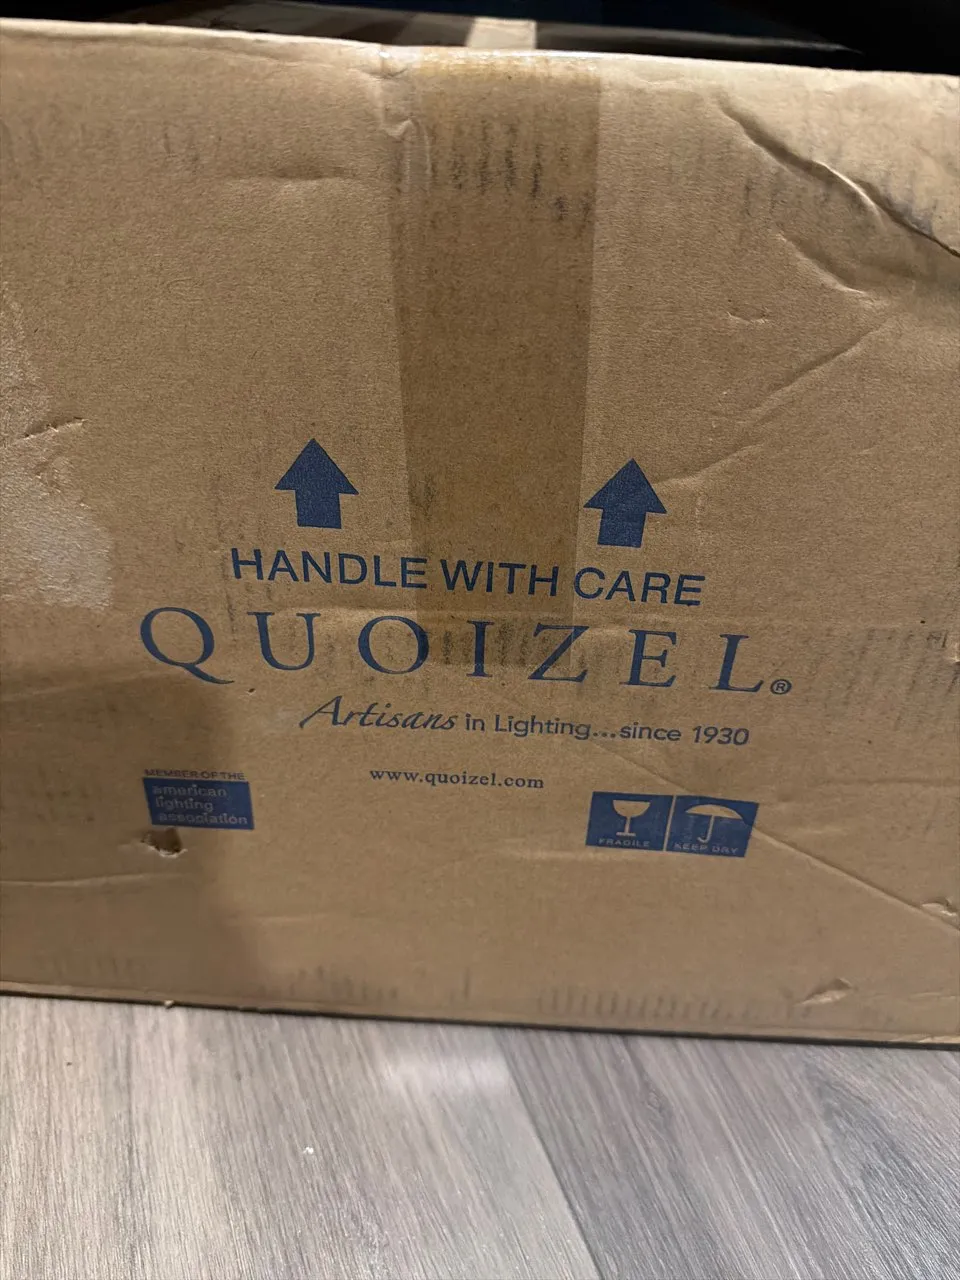 HANDLE WITH CARE
QUOIZEL®
Artisans in Lighting...since 1930
www.quoizel.com
MEMBER OF THE
american
lighting
association
FRAGILE
KEEP DRY